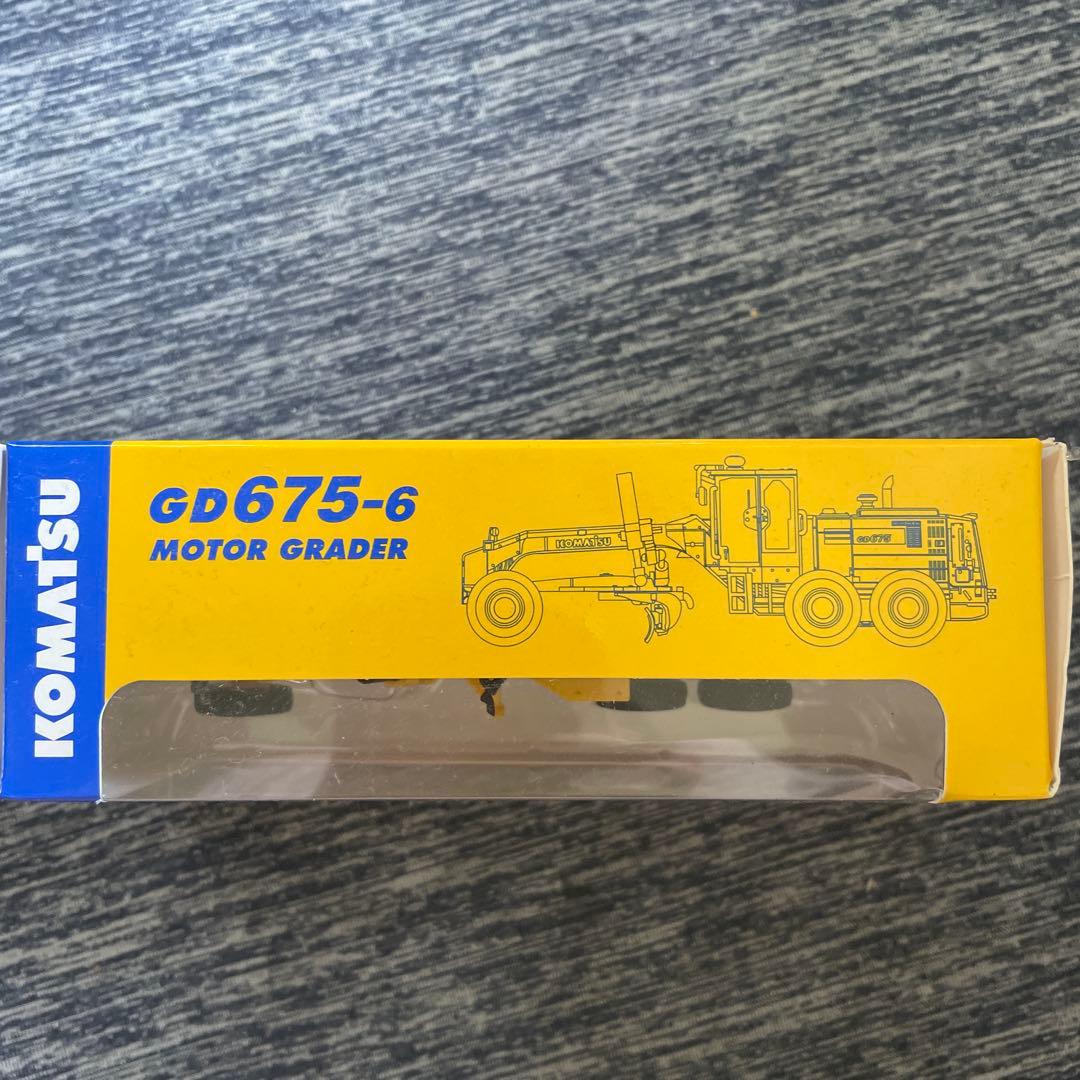 KOMATSU
GD675-6
MOTOR GRADER
KOMATSU
GD675